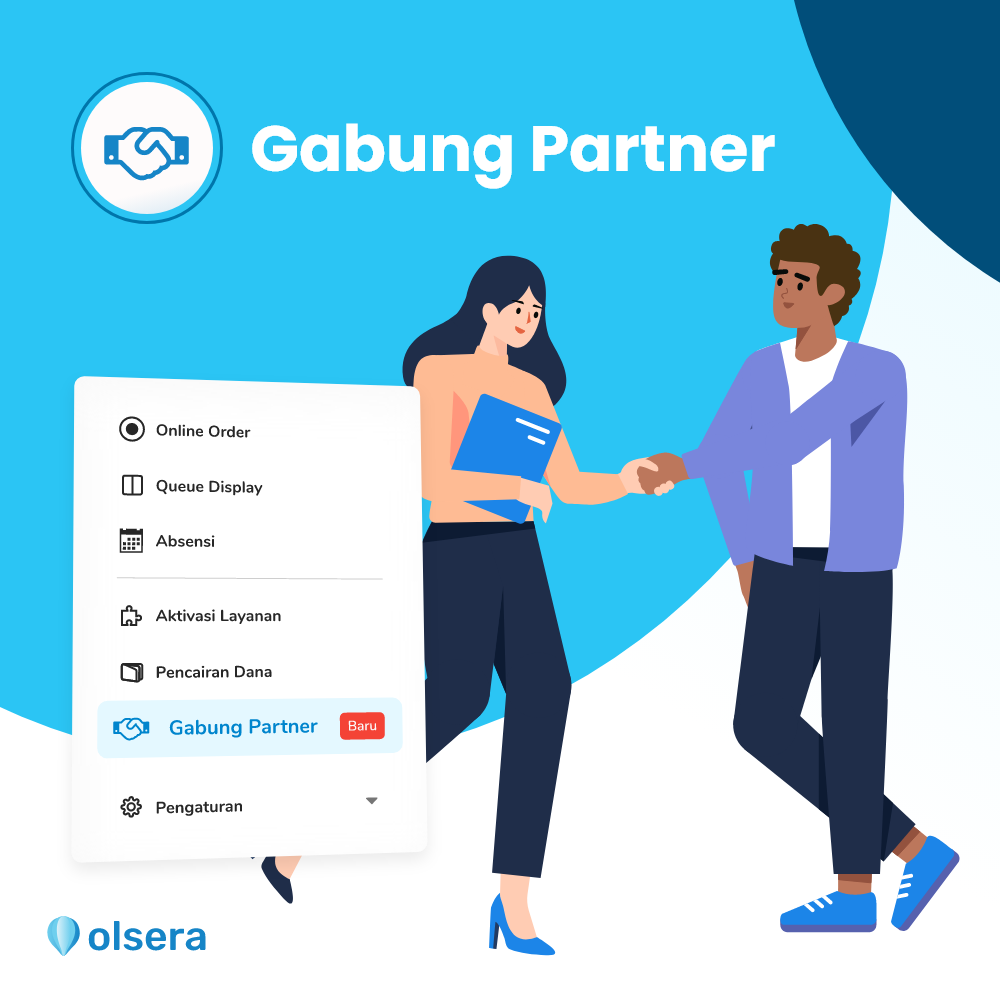 Gabung Partner
Online Order
Queue Display
Absensi
Aktivasi Layanan
Pencairan Dana
Gabung Partner Baru
Pengaturan
olsera